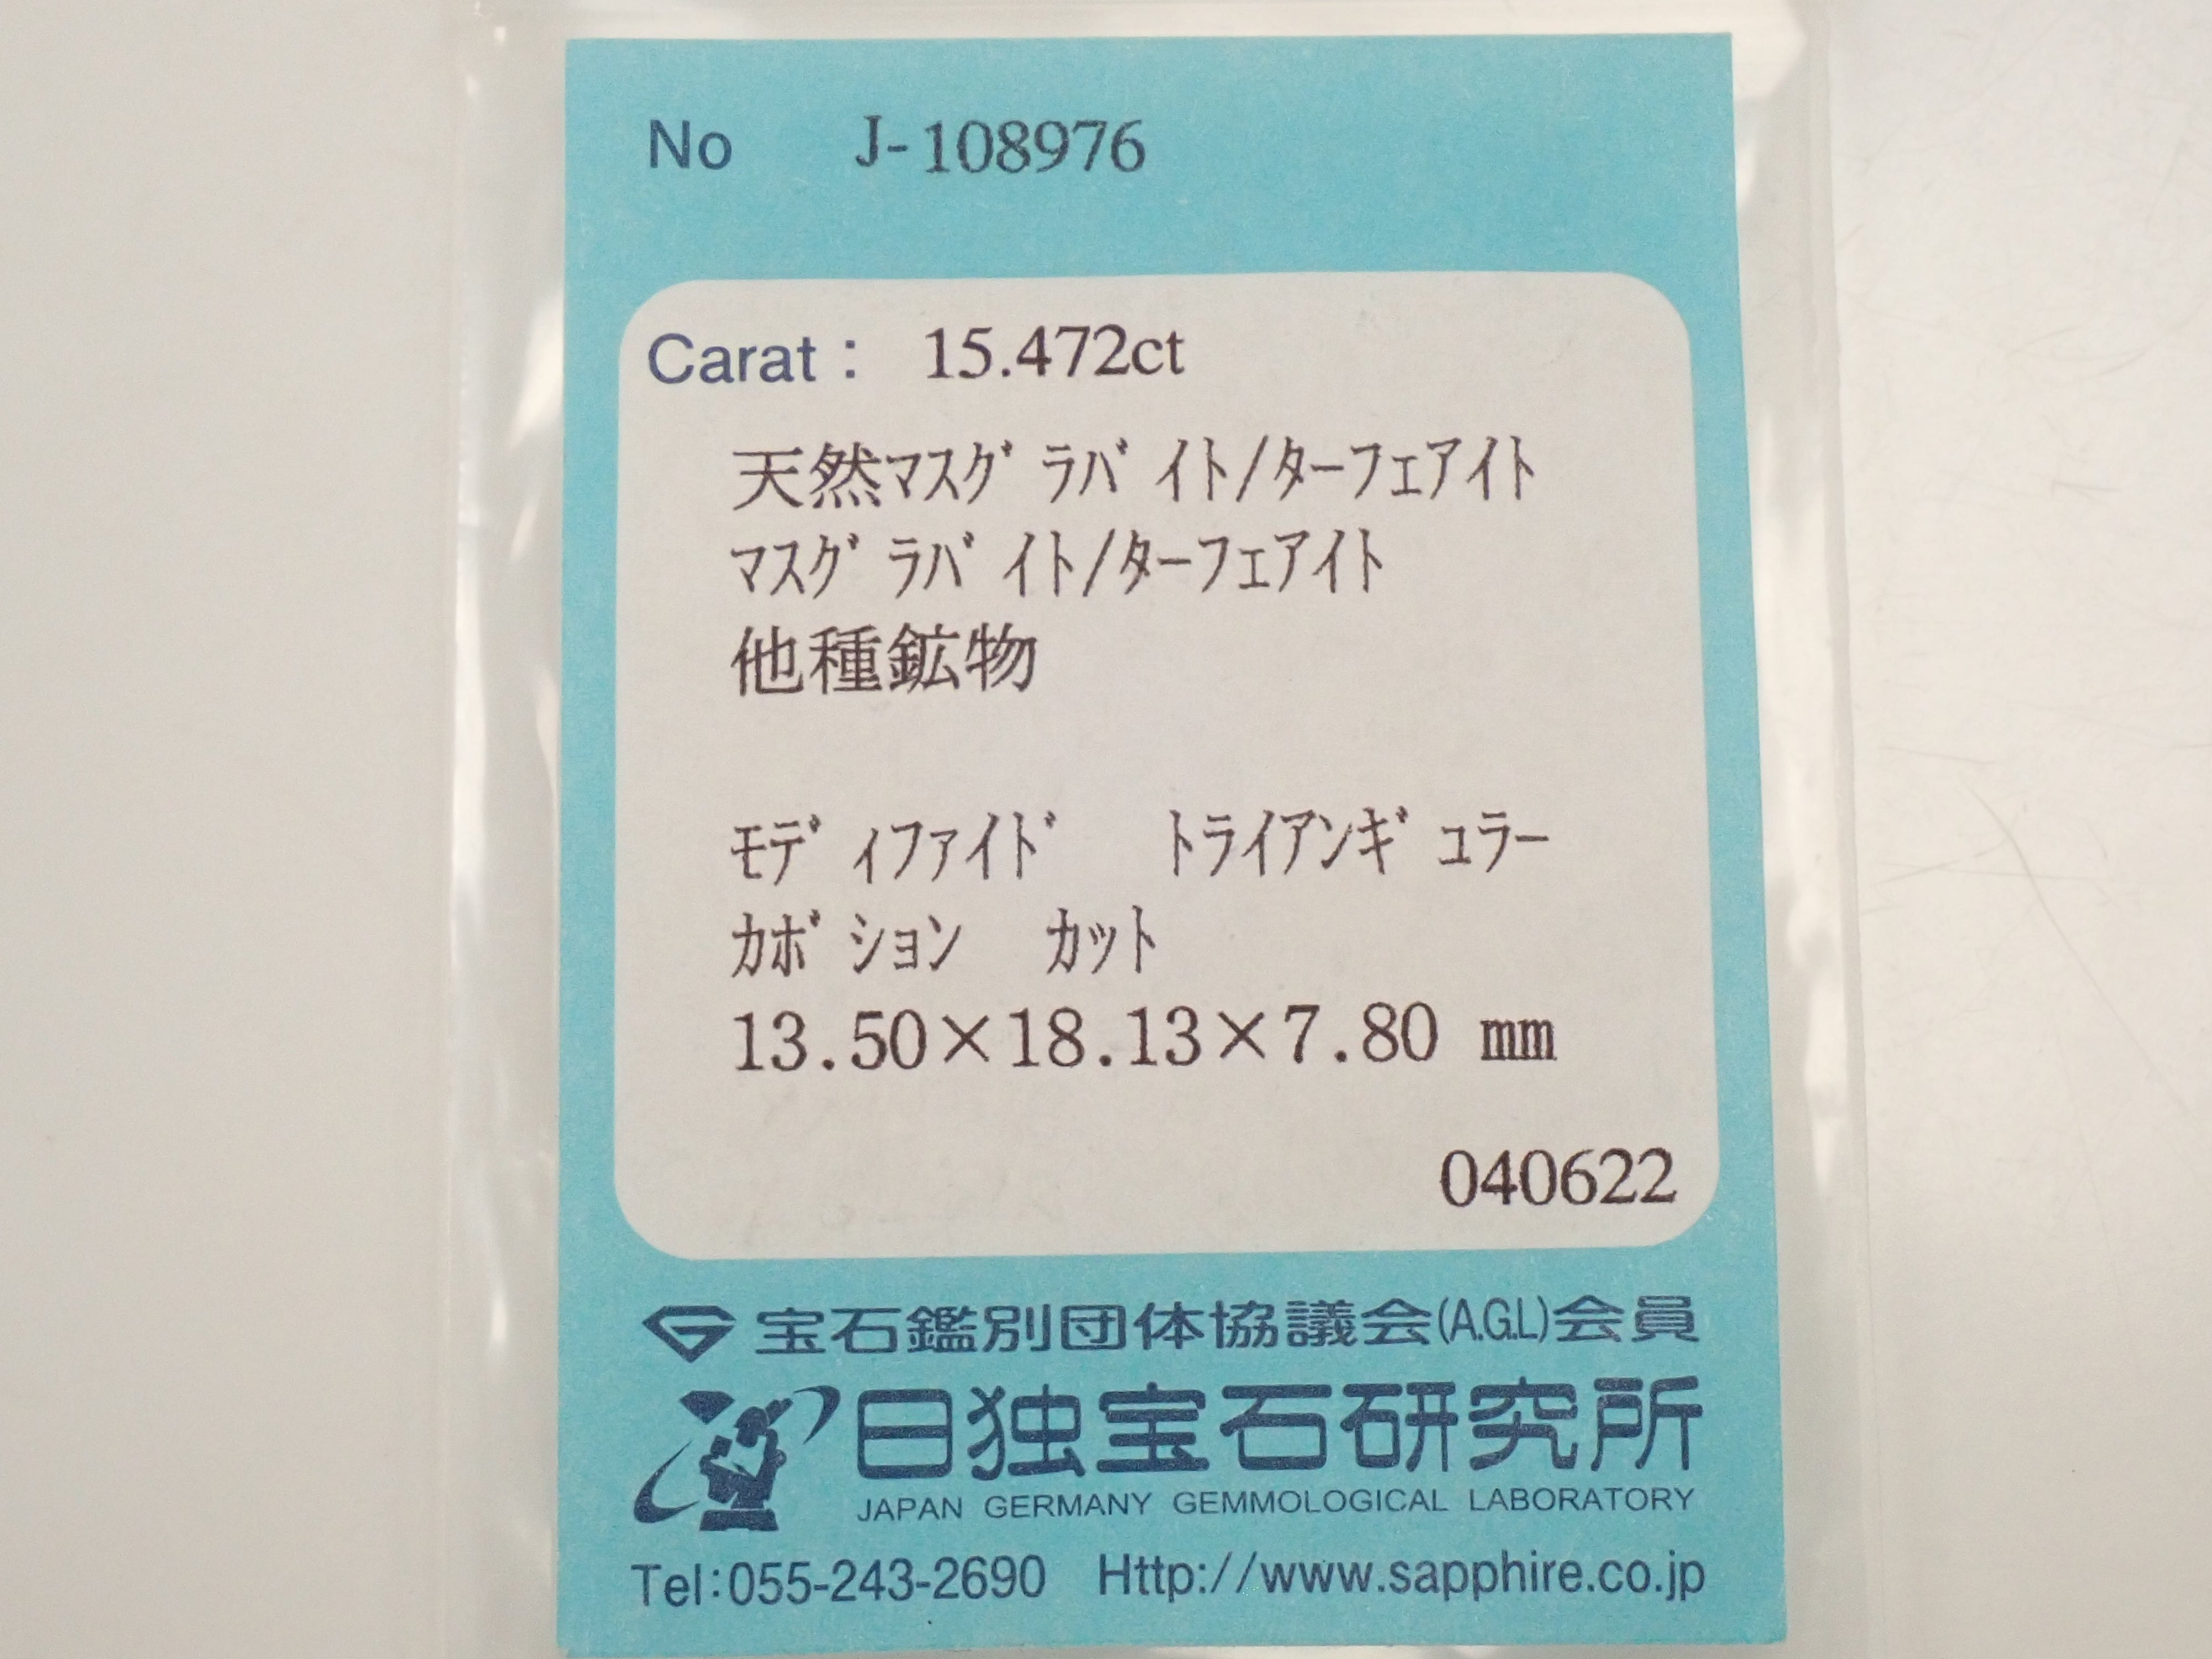 No J-108976
Carat : 15.472ct
天然ﾏｽｸﾞﾗﾊﾞｲﾄ/ﾀｰﾌｪｱｲﾄ
ﾏｽｸﾞﾗﾊﾞｲﾄ/ﾀｰﾌｪｱｲﾄ
他種鉱物
ﾓﾃﾞｨﾌｧｲﾄﾞ ﾄﾗｲｱﾝｷﾞｭﾗｰ
ｶﾎﾞｼｮﾝ ｶｯﾄ
13.50×18.13×7.80 mm
040622
宝石鑑別団体協議会(A.G.L)会員
日独宝石研究所
JAPAN GERMANY GEMMOLOGICAL LABORATORY
Tel:055-243-2690 Http://www.sapphire.co.jp